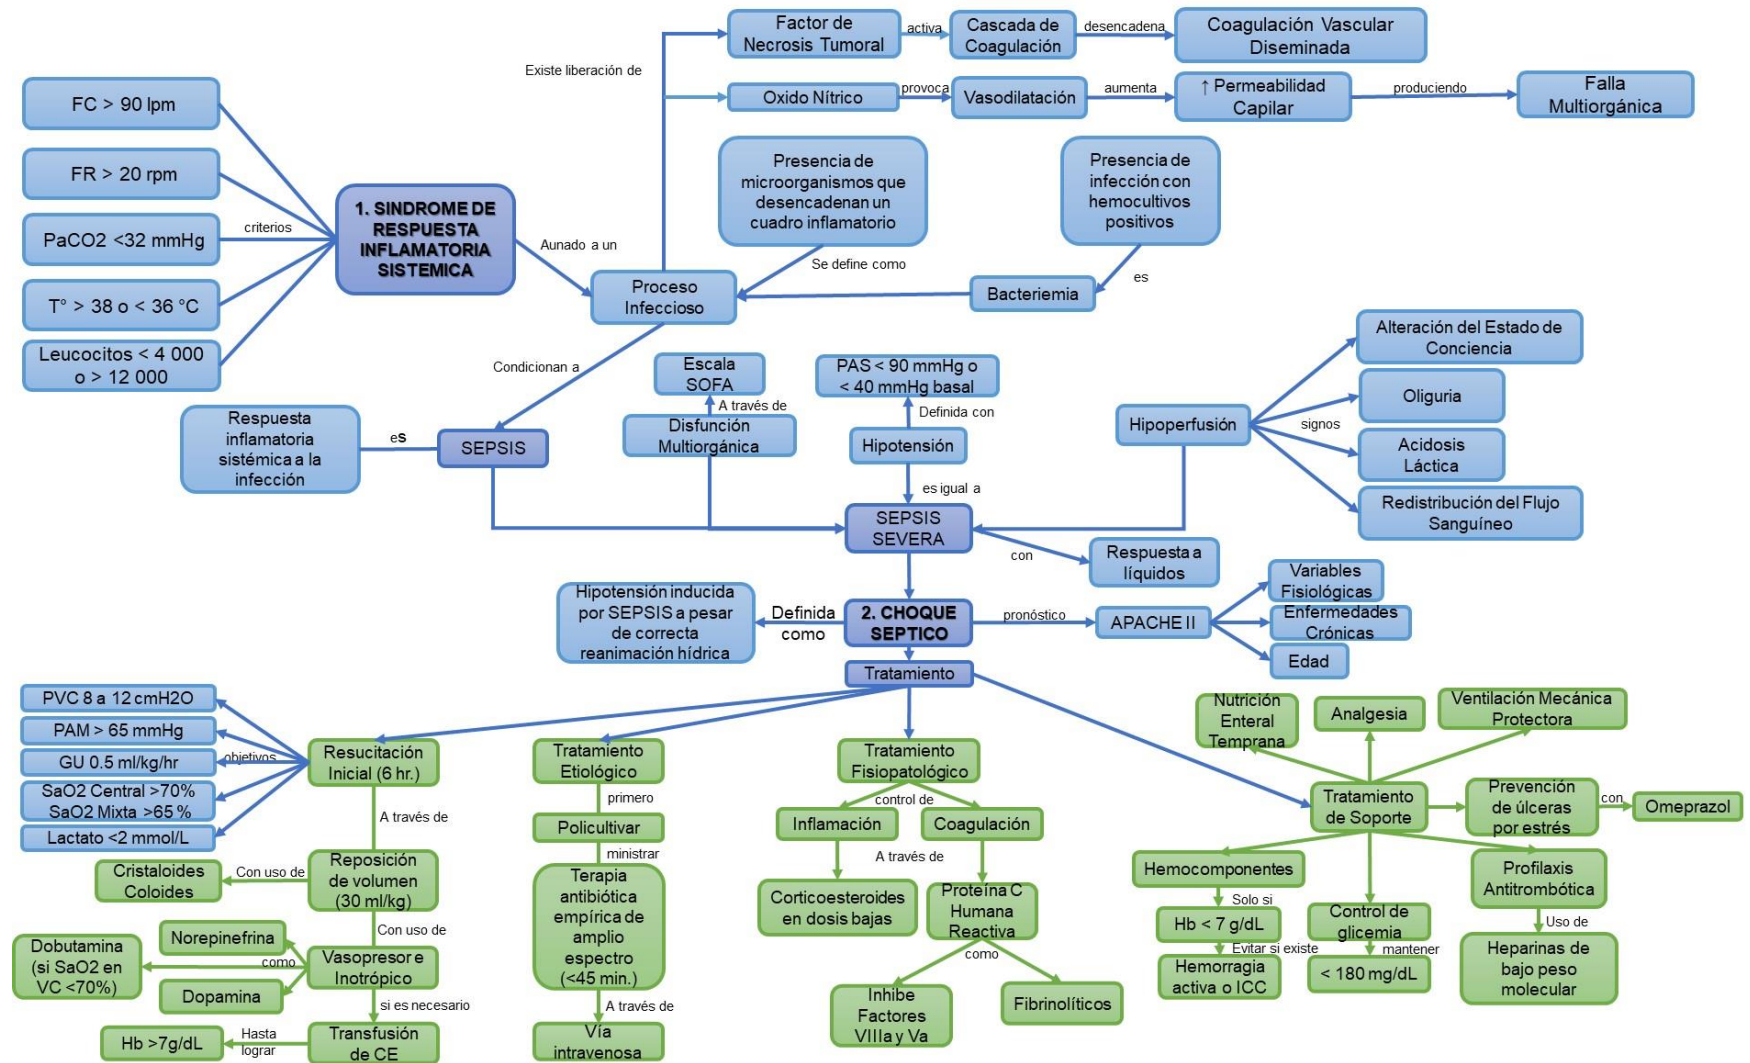 Factor de
Necrosis Tumoral
activa
Cascada de
Coagulación
desencadena
Coagulación Vascular
Diseminada
Existe liberación de
Oxido Nítrico
provoca
Vasodilatación
aumenta
↑ Permeabilidad
Capilar
produciendo
Falla
Multiorgánica
FC > 90 lpm
FR > 20 rpm
PaCO2 <32 mmHg
T° > 38 o < 36 °C
Leucocitos < 4 000
o > 12 000
criterios
1. SINDROME DE
RESPUESTA
INFLAMATORIA
SISTEMICA
Aunado a un
Proceso
Infeccioso
Presencia de
microorganismos que
desencadenan un
cuadro inflamatorio
Se define como
Presencia de
infección con
hemocultivos
positivos
es
Bacteriemia
Condicionan a
Respuesta
inflamatoria
sistémica a la
infección
es
SEPSIS
Escala
SOFA
A través de
Disfunción
Multiorgánica
PAS < 90 mmHg o
< 40 mmHg basal
Definida con
Hipotensión
es igual a
SEPSIS
SEVERA
con
Respuesta a
líquidos
Hipoperfusión
signos
Alteración del Estado de
Conciencia
Oliguria
Acidosis
Láctica
Redistribución del Flujo
Sanguíneo
Hipotensión inducida
por SEPSIS a pesar
de correcta
reanimación hídrica
Definida
como
2. CHOQUE
SEPTICO
pronóstico
APACHE II
Variables
Fisiológicas
Enfermedades
Crónicas
Edad
Tratamiento
PVC 8 a 12 cmH2O
PAM > 65 mmHg
GU 0.5 ml/kg/hr
SaO2 Central >70%
SaO2 Mixta >65 %
Lactato <2 mmol/L
objetivos
Resucitación
Inicial (6 hr.)
A través de
Reposición
de volumen
(30 ml/kg)
Con uso de
Cristaloides
Coloides
Con uso de
Vasopresor e
Inotrópico
como
Norepinefrina
Dobutamina
(si SaO2 en
VC <70%)
Dopamina
si es necesario
Transfusión
de CE
Hasta
lograr
Hb >7g/dL
Tratamiento
Etiológico
primero
Policultivar
ministrar
Terapia
antibiótica
empírica de
amplio
espectro
(<45 min.)
A través de
Vía
intravenosa
Tratamiento
Fisiopatológico
control de
Inflamación
Coagulación
A través de
Corticoesteroides
en dosis bajas
Proteína C
Humana
Reactiva
como
Inhibe
Factores
VIIIa y Va
Fibrinolíticos
Nutrición
Enteral
Temprana
Analgesia
Ventilación Mecánica
Protectora
Tratamiento
de Soporte
Prevención
de úlceras
por estrés
con
Omeprazol
Hemocomponentes
Solo si
Hb < 7 g/dL
Evitar si existe
Hemorragia
activa o ICC
Control de
glicemia
mantener
< 180 mg/dL
Profilaxis
Antitrombótica
Uso de
Heparinas de
bajo peso
molecular